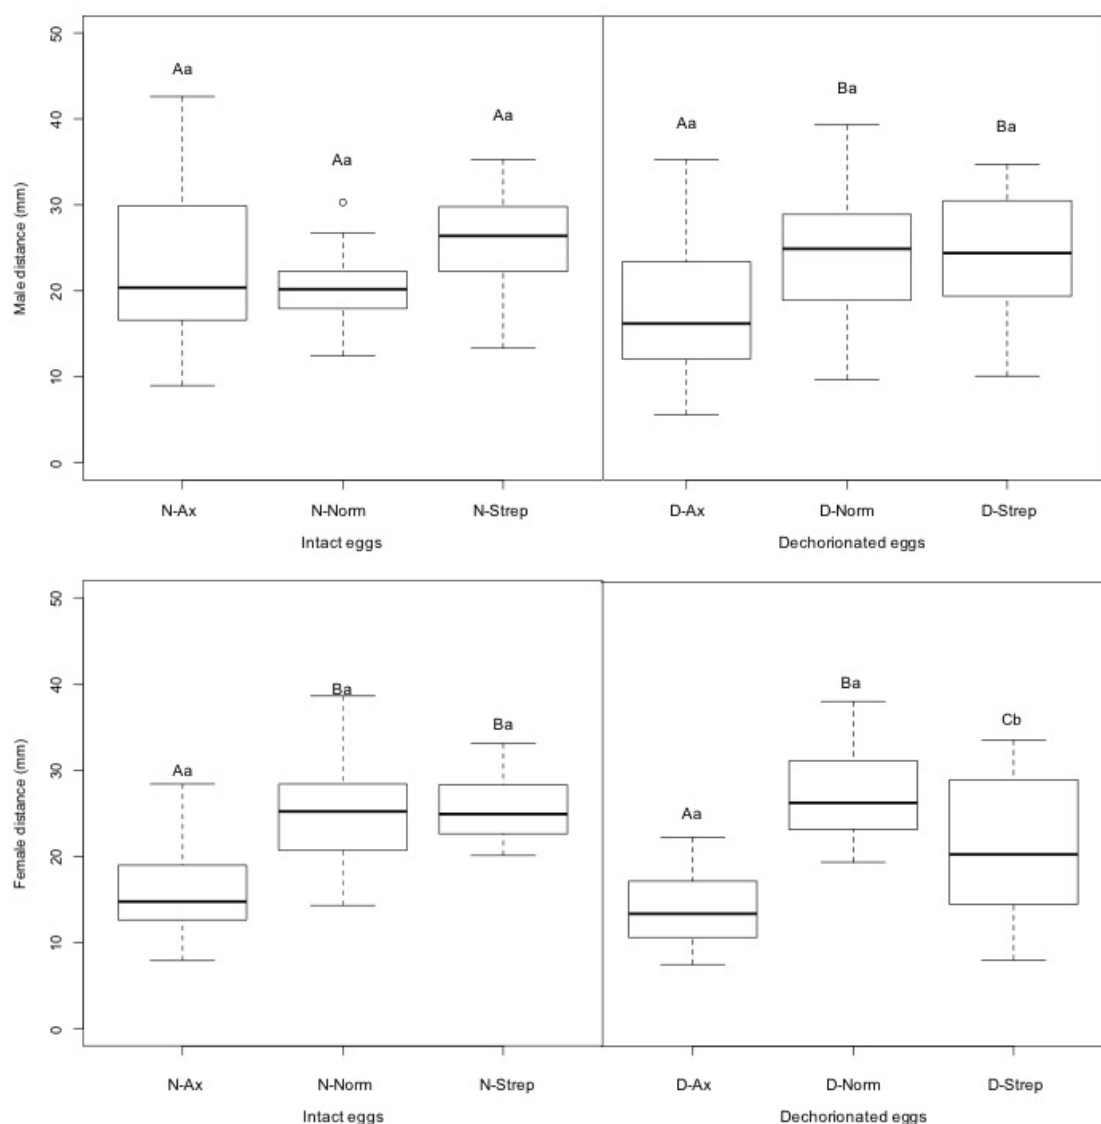 50
40
30
20
10
0
Male distance (mm)
Aa
Aa
Aa
Aa
Ba
Ba
N-Ax N-Norm N-Strep D-Ax D-Norm D-Strep
Intact eggs Dechorionated eggs
50
40
30
20
10
0
Female distance (mm)
Aa
Ba
Ba
Aa
Ba
Cb
N-Ax N-Norm N-Strep D-Ax D-Norm D-Strep
Intact eggs Dechorionated eggs